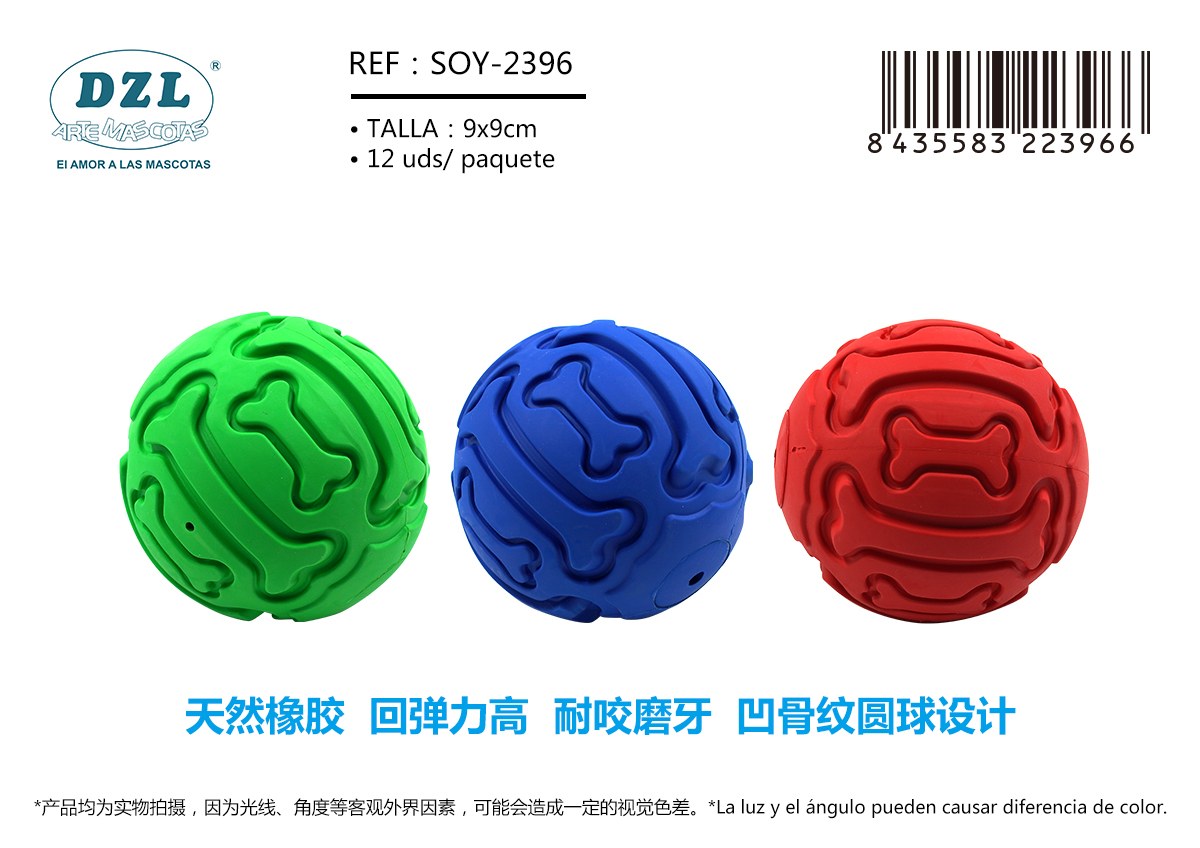 DZL
®
ARTE MASCOTAS
El AMOR A LAS MASCOTAS
REF：SOY-2396
• TALLA：9x9cm
• 12 uds/ paquete
8 435583 223966
天然橡胶 回弹力高 耐咬磨牙 凹骨纹圆球设计
*产品均为实物拍摄，因为光线、角度等客观外界因素，可能会造成一定的视觉色差。*La luz y el ángulo pueden causar diferencia de color.